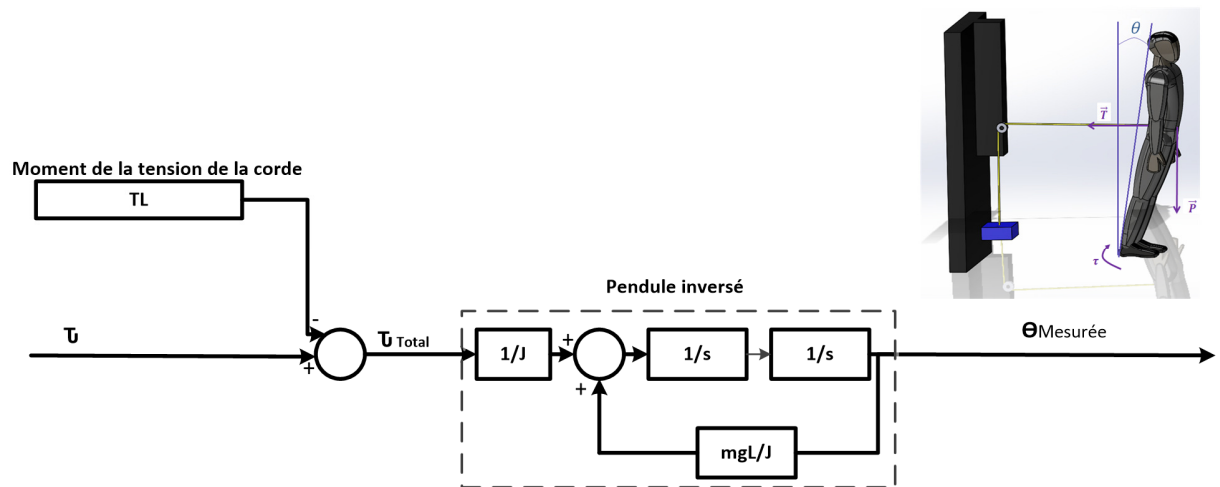 θ
T
P
τ
Moment de la tension de la corde
TL
-
Ʊ
+
Ʊ Total
Pendule inversé
1/J
+
+
1/s
1/s
mgL/J
ΘMesurée